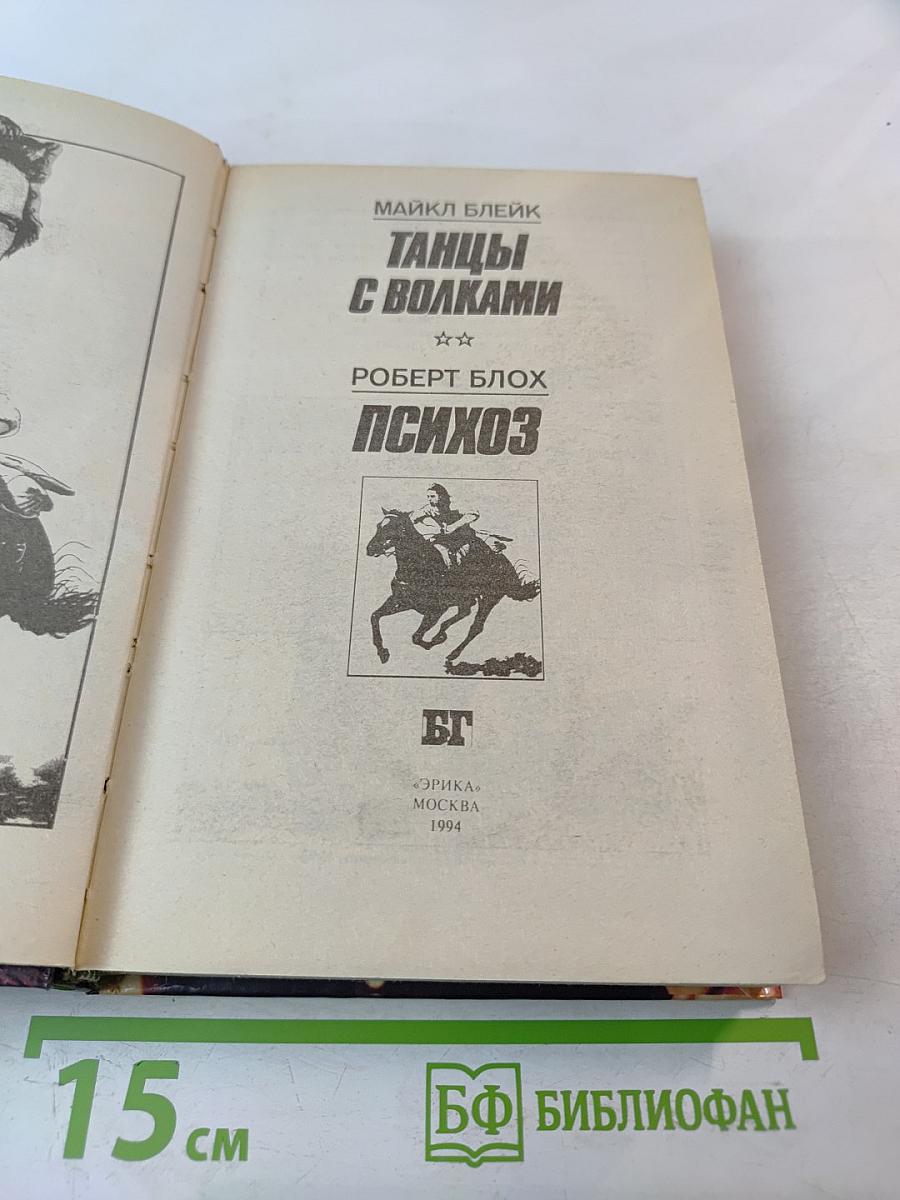 МАЙКЛ БЛЕЙК
ТАНЦЫ
С ВОЛКАМИ
☆☆
РОБЕРТ БЛОХ
ПСИХОЗ
БГ
«ЭРИКА»
МОСКВА
1994
15 СМ
БФ БИБЛИОФАН